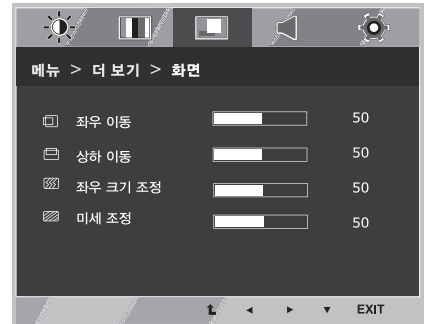 메뉴 > 더 보기 > 화면
좌우 이동 50
상하 이동 50
좌우 크기 조정 50
미세 조정 50
EXIT